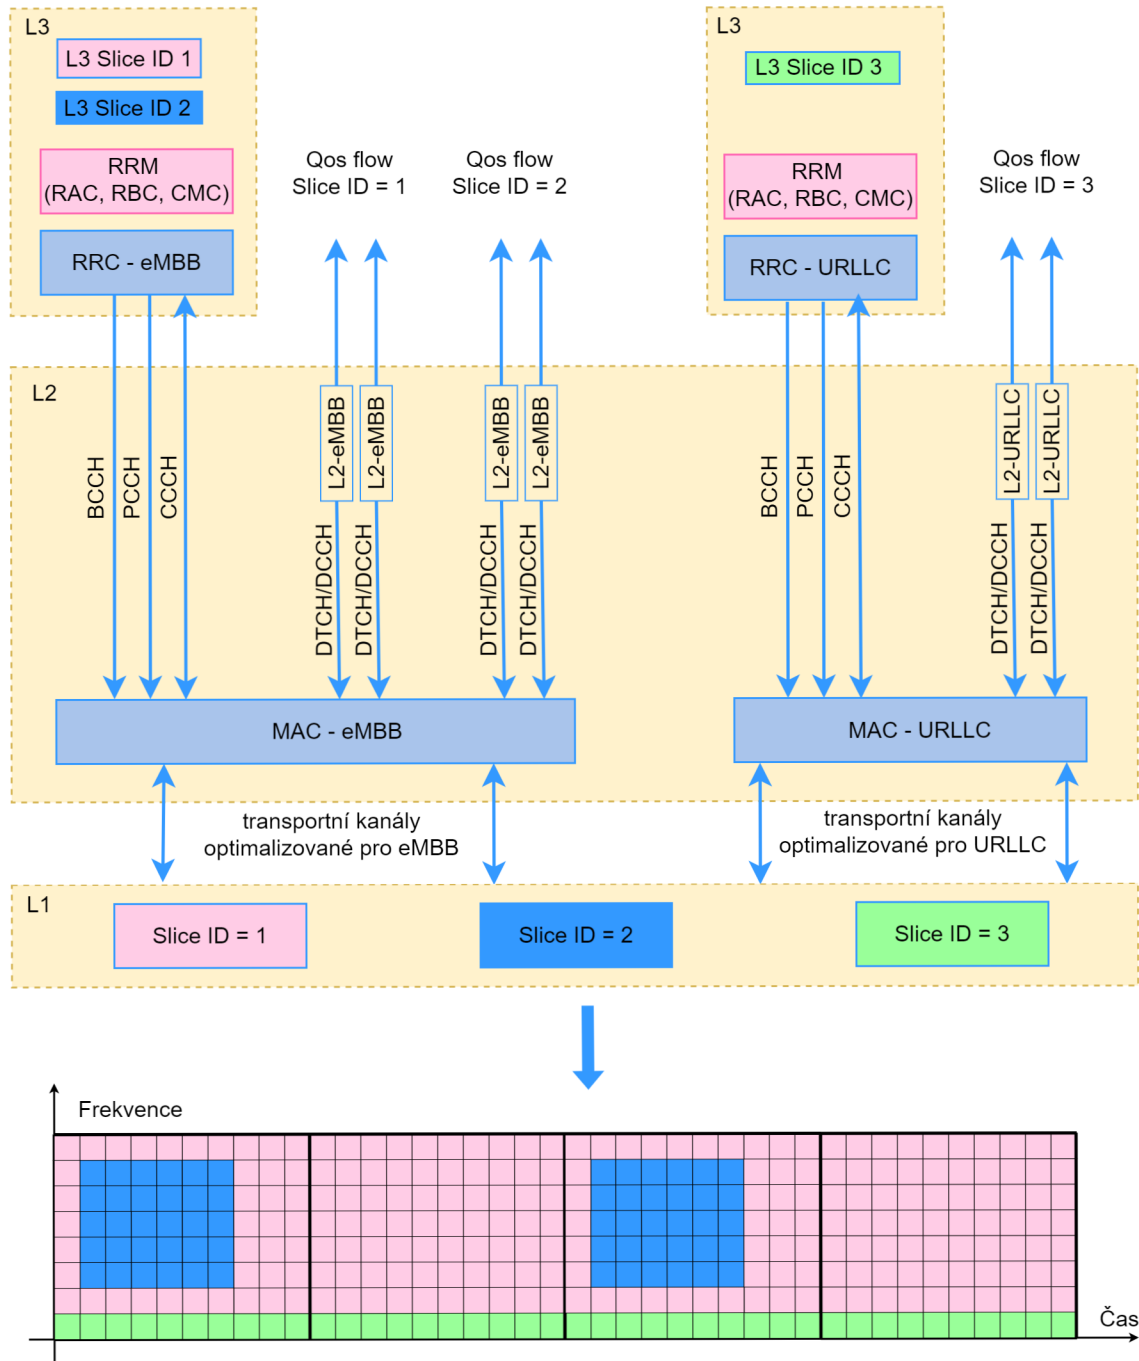 L3
L3 Slice ID 1
L3 Slice ID 2
RRM
(RAC, RBC, CMC)
RRC - eMBB
Qos flow
Slice ID = 1
Qos flow
Slice ID = 2
L3
L3 Slice ID 3
RRM
(RAC, RBC, CMC)
RRC - URLLC
Qos flow
Slice ID = 3
L2
BCCH
PCCH
CCCH
L2-eMBB
L2-eMBB
DTCH/DCCH
DTCH/DCCH
L2-eMBB
L2-eMBB
DTCH/DCCH
DTCH/DCCH
BCCH
PCCH
CCCH
L2-URLLC
L2-URLLC
DTCH/DCCH
DTCH/DCCH
MAC - eMBB
MAC - URLLC
transportní kanály
optimalizované pro eMBB
transportní kanály
optimalizované pro URLLC
L1
Slice ID = 1
Slice ID = 2
Slice ID = 3
Frekvence
Čas